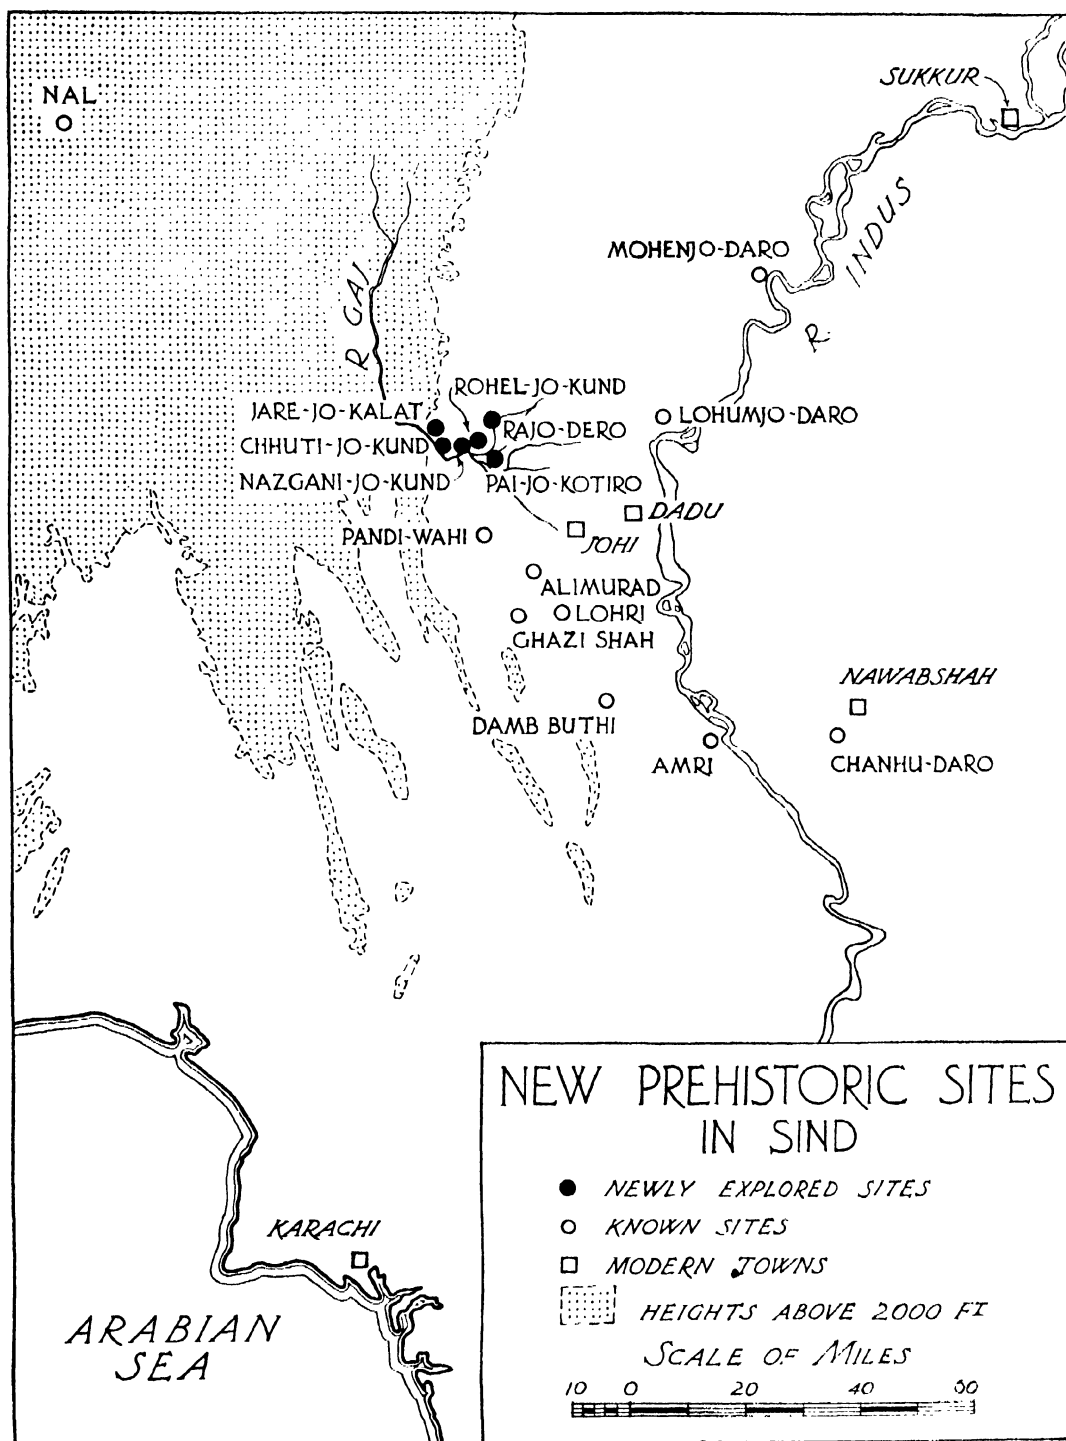 SUKKUR
NAL
R. INDUS
MOHENJO-DARO
R GAJ
ROHEL-JO-KUND
JARE-JO-KALAT
LOHUMJO-DARO
RAJO-DERO
CHHUTI-JO-KUND
NAZGANI-JO-KUND
PAI-JO-KOTIRO
DADU
PANDI-WAHI
JOHI
ALIMURAD
LOHRI
GHAZI SHAH
NAWABSHAH
DAMB BUTHI
AMRI
CHANHU-DARO
NEW PREHISTORIC SITES
IN SIND
NEWLY EXPLORED SITES
KNOWN SITES
MODERN TOWNS
HEIGHTS ABOVE 2000 FT
SCALE OF MILES
10 0 20 40 60
KARACHI
ARABIAN
SEA